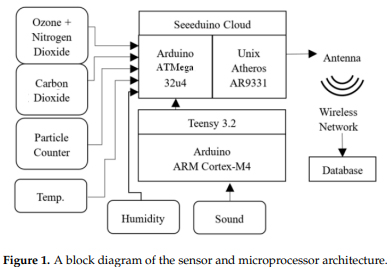 Ozone +
Nitrogen
Dioxide
Carbon
Dioxide
Particle
Counter
Temp.
Humidity
Sound
Seeeduino Cloud
Arduino
ATMega
32u4
Unix
Atheros
AR9331
Teensy 3.2
Arduino
ARM Cortex-M4
Antenna
Wireless
Network
Database
Figure 1. A block diagram of the sensor and microprocessor architecture.